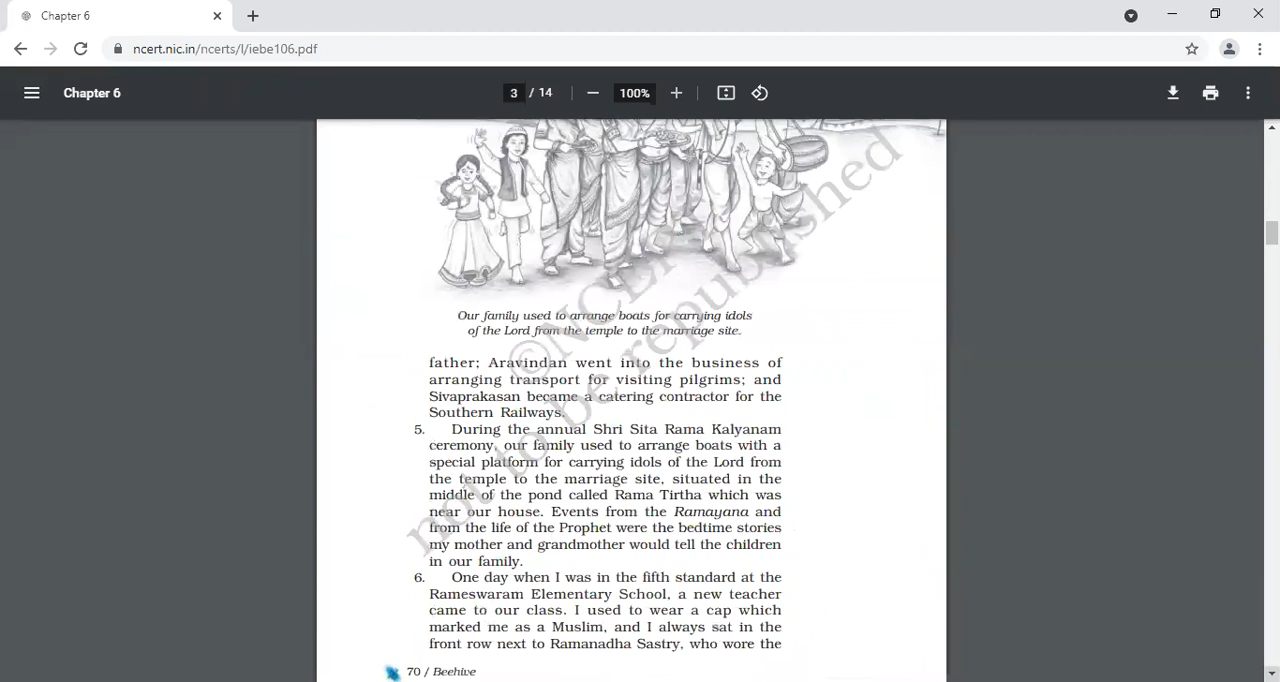 Chapter 6
ncert.nic.in/ncerts/l/iebe106.pdf
Chapter 6
3 / 14
100%
©NCERT
not to be republished
Our family used to arrange boats for carrying idols
of the Lord from the temple to the marriage site.
father; Aravindan went into the business of
arranging transport for visiting pilgrims; and
Sivaprakasan became a catering contractor for the
Southern Railways.
5. During the annual Shri Sita Rama Kalyanam
ceremony, our family used to arrange boats with a
special platform for carrying idols of the Lord from
the temple to the marriage site, situated in the
middle of the pond called Rama Tirtha which was
near our house. Events from the Ramayana and
from the life of the Prophet were the bedtime stories
my mother and grandmother would tell the children
in our family.
6. One day when I was in the fifth standard at the
Rameswaram Elementary School, a new teacher
came to our class. I used to wear a cap which
marked me as a Muslim, and I always sat in the
front row next to Ramanadha Sastry, who wore the
70 / Beehive